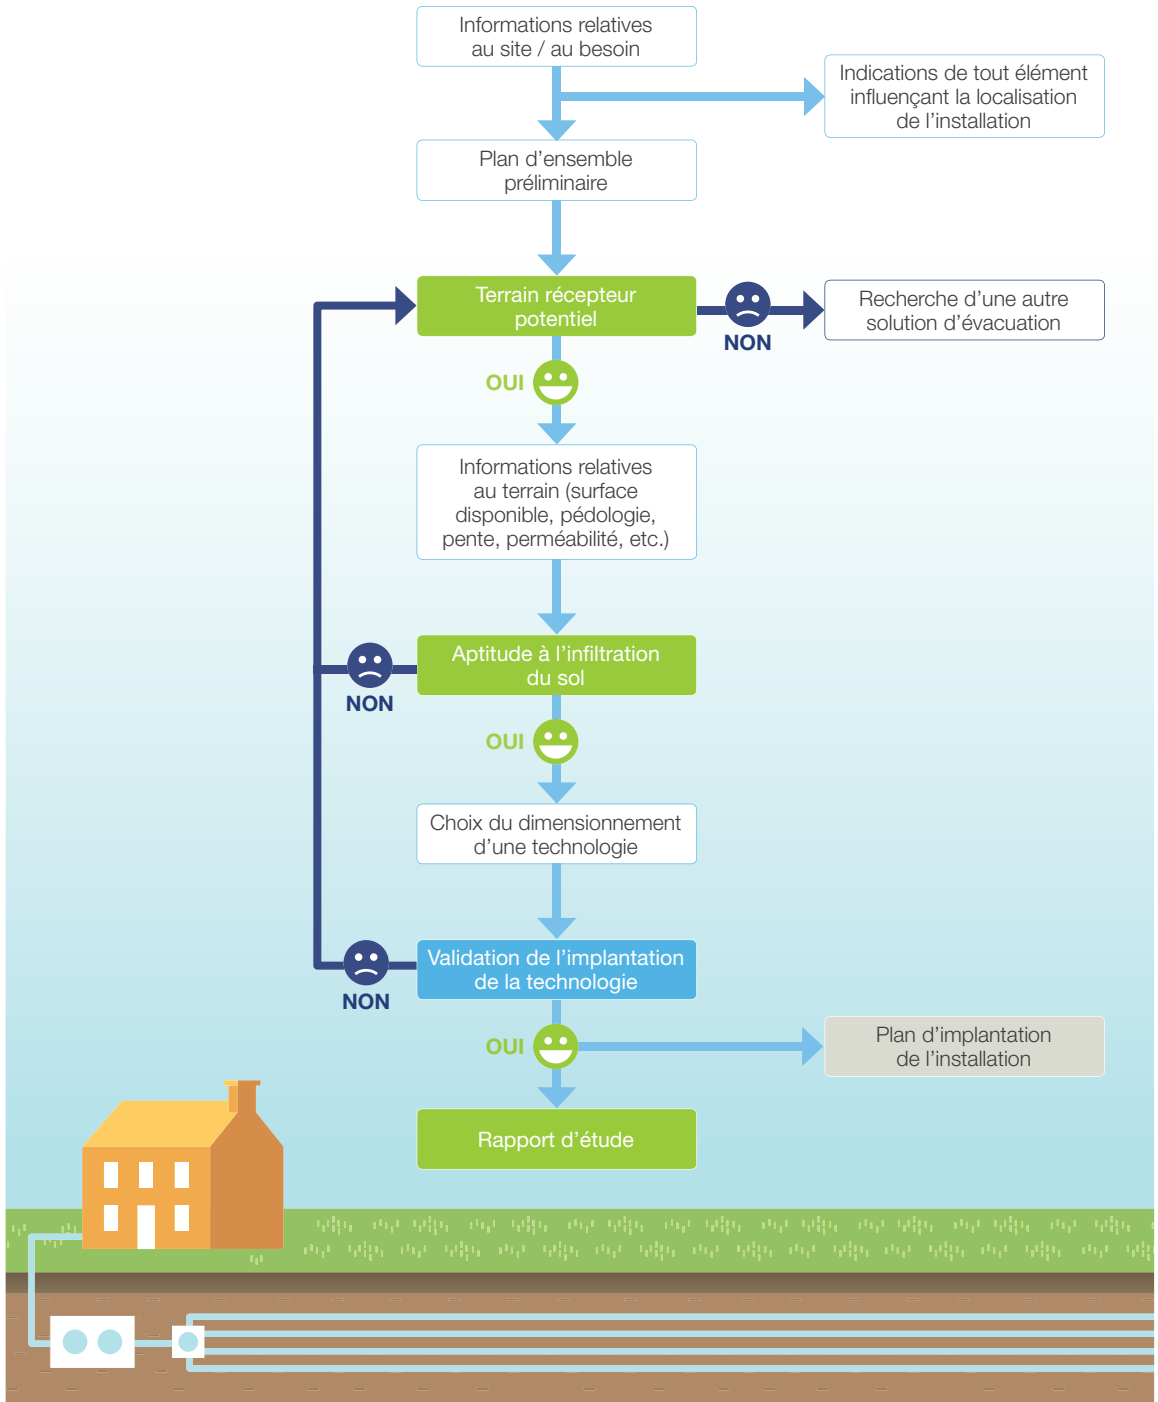 Informations relatives
au site / au besoin
Indications de tout élément
influençant la localisation
de l'installation
Plan d'ensemble
préliminaire
Terrain récepteur
potentiel
NON
Recherche d'une autre
solution d'évacuation
OUI
Informations relatives
au terrain (surface
disponible, pédologie,
pente, perméabilité, etc.)
Aptitude à l'infiltration
du sol
NON
OUI
Choix du dimensionnement
d'une technologie
Validation de l'implantation
de la technologie
NON
OUI
Plan d'implantation
de l'installation
Rapport d'étude